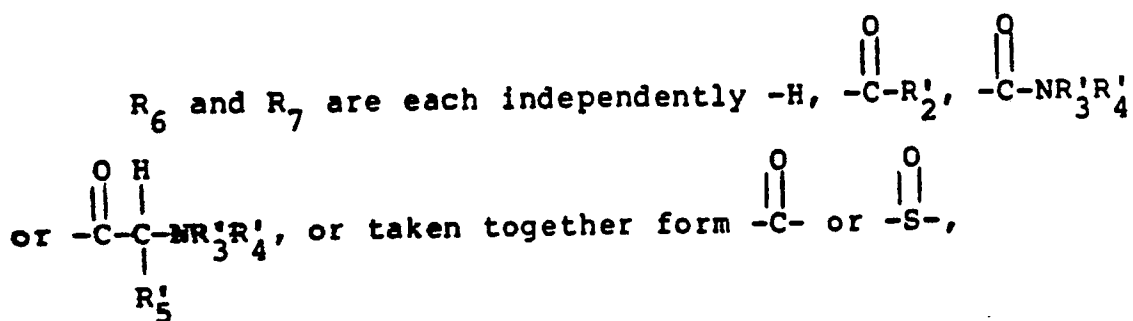 O O
R6 and R7 are each independently -H, -C-R'2, -C-NR'3R'4
O H O O
or -C-C-NR'3R'4, or taken together form -C- or -S-,
R'5